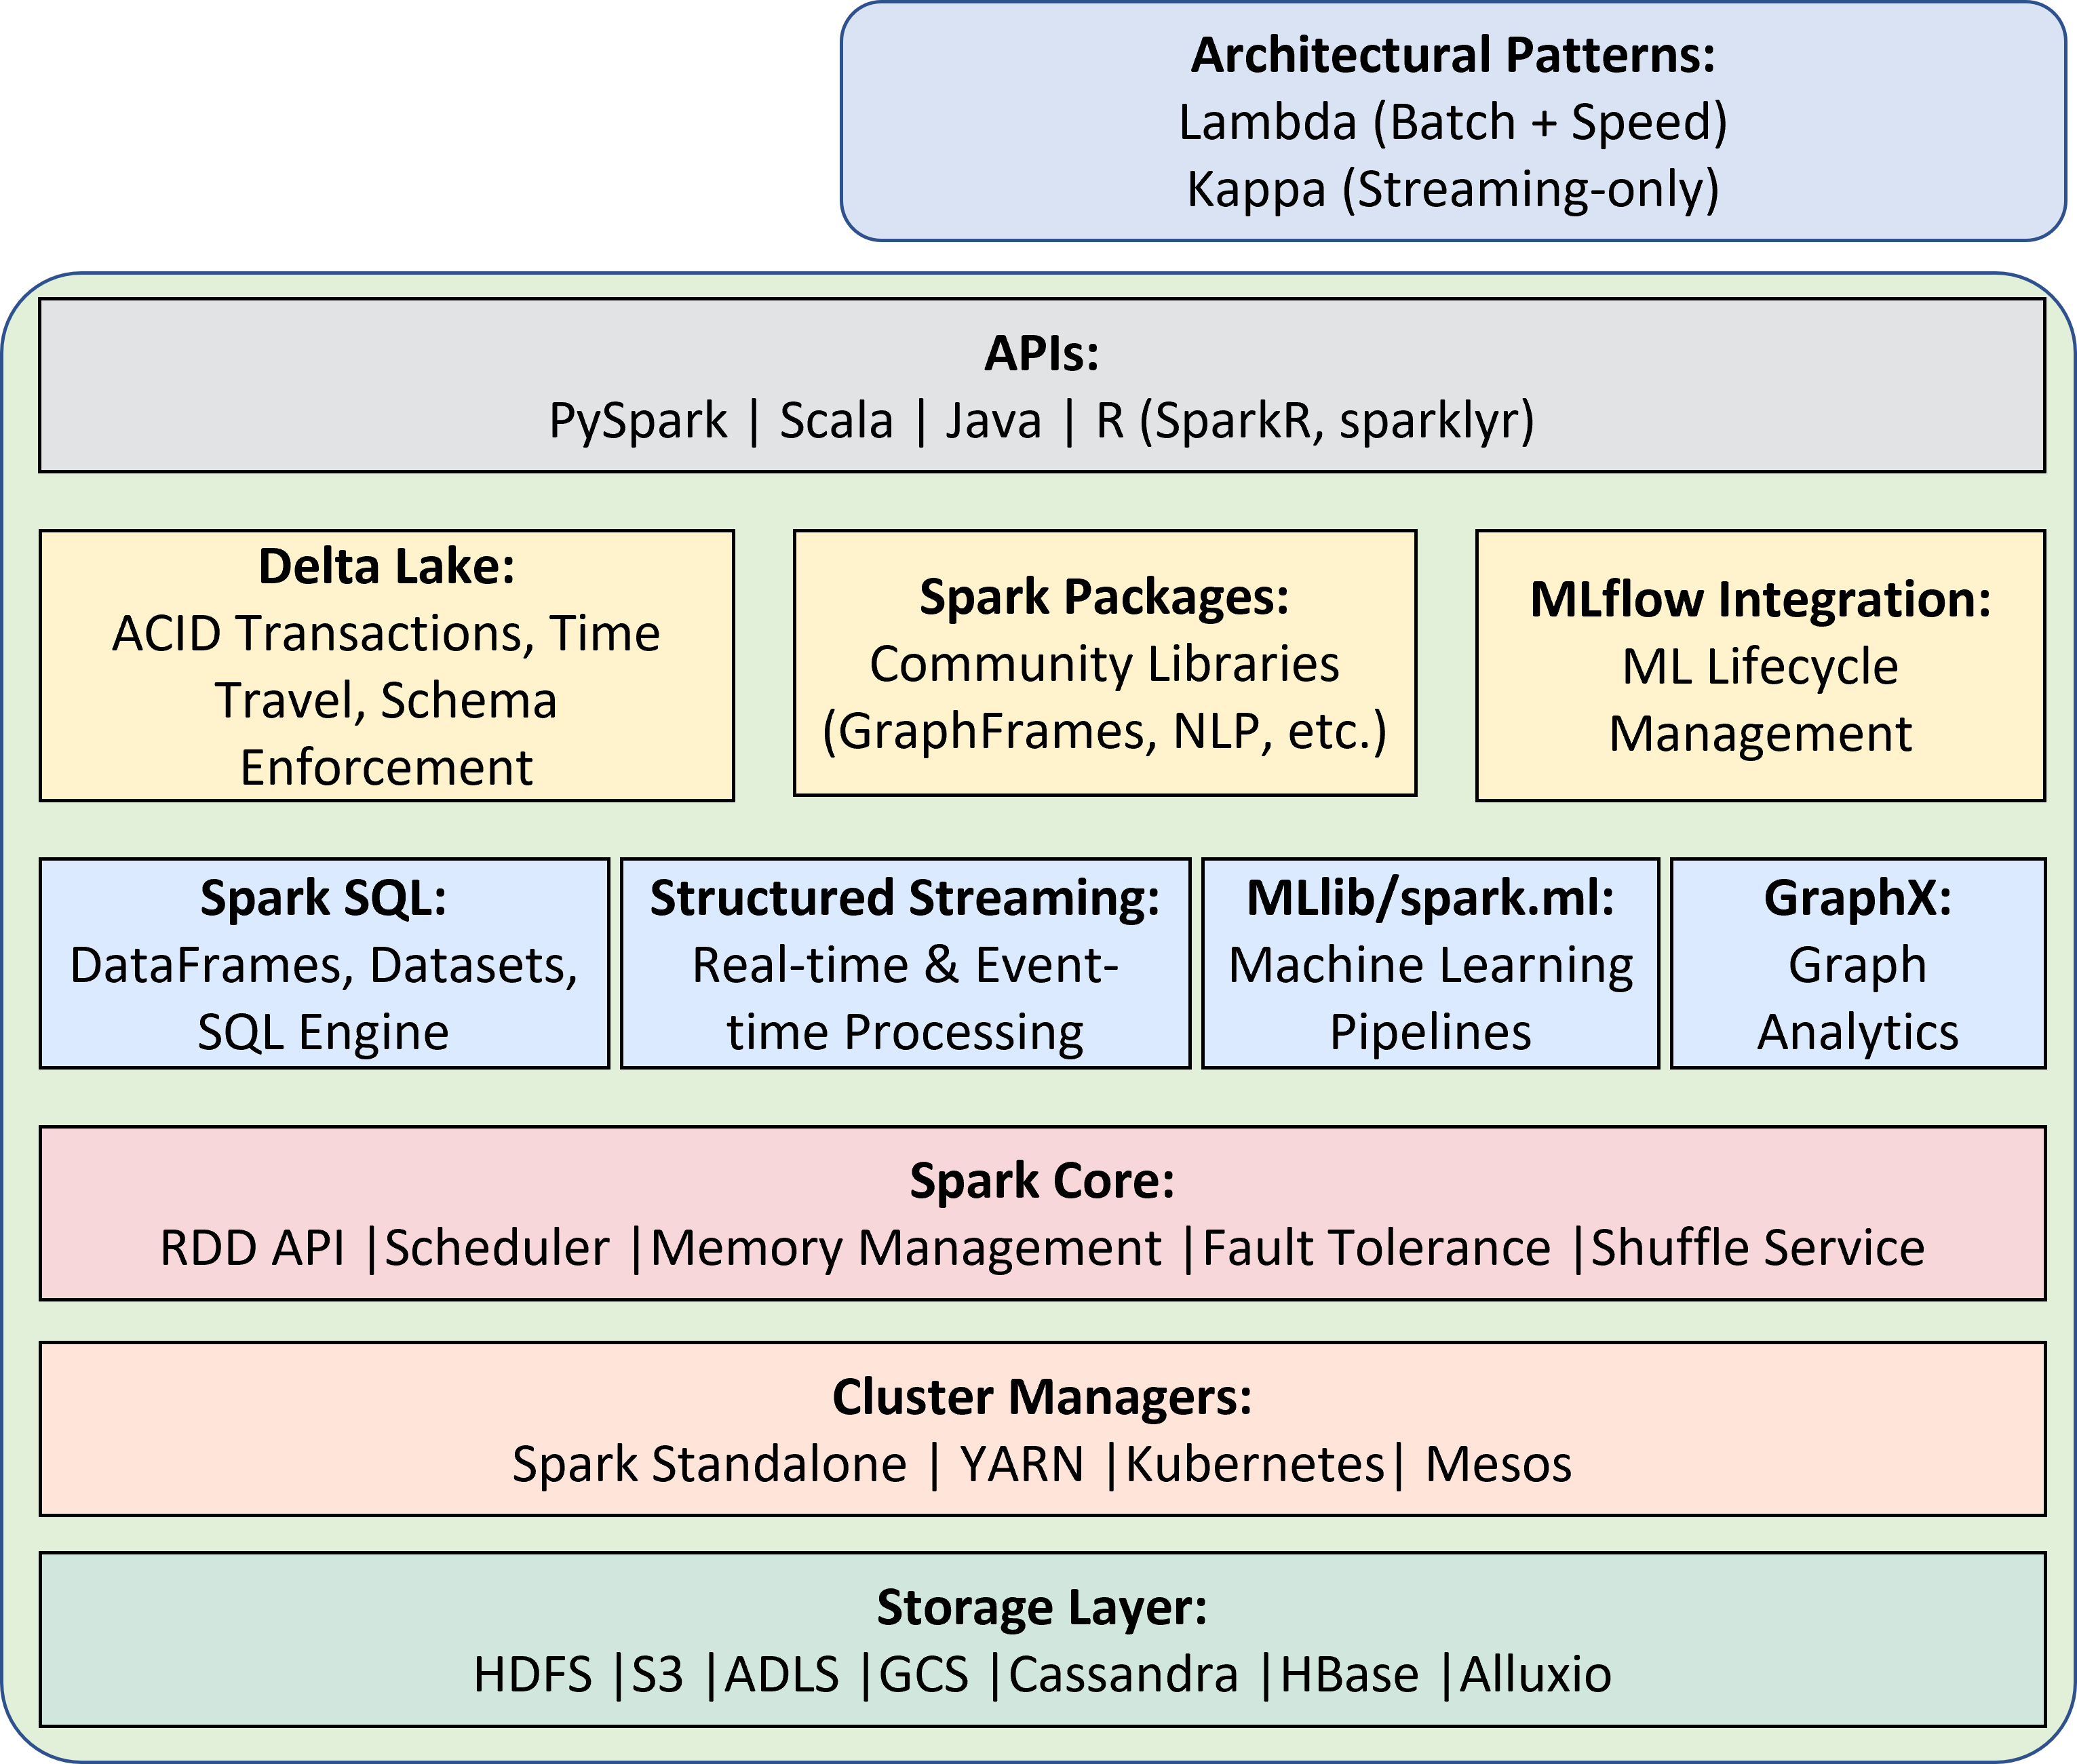 Architectural Patterns:
Lambda (Batch + Speed)
Kappa (Streaming-only)
APIs:
PySpark | Scala | Java | R (SparkR, sparklyr)
Delta Lake:
ACID Transactions, Time
Travel, Schema
Enforcement
Spark Packages:
Community Libraries
(GraphFrames, NLP, etc.)
MLflow Integration:
ML Lifecycle
Management
Spark SQL:
DataFrames, Datasets,
SQL Engine
Structured Streaming:
Real-time & Event-
time Processing
MLlib/spark.ml:
Machine Learning
Pipelines
GraphX:
Graph
Analytics
Spark Core:
RDD API |Scheduler |Memory Management |Fault Tolerance |Shuffle Service
Cluster Managers:
Spark Standalone | YARN |Kubernetes| Mesos
Storage Layer:
HDFS |S3 |ADLS |GCS |Cassandra |HBase |Alluxio